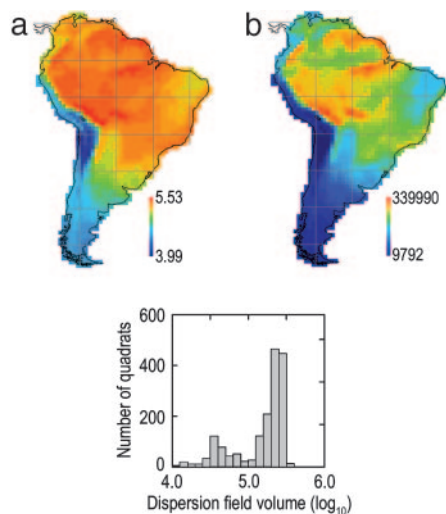 a
b
5.53
3.99
339990
9792
Number of quadrats
600
400
200
0
4.0 5.0 6.0
Dispersion field volume (log10)